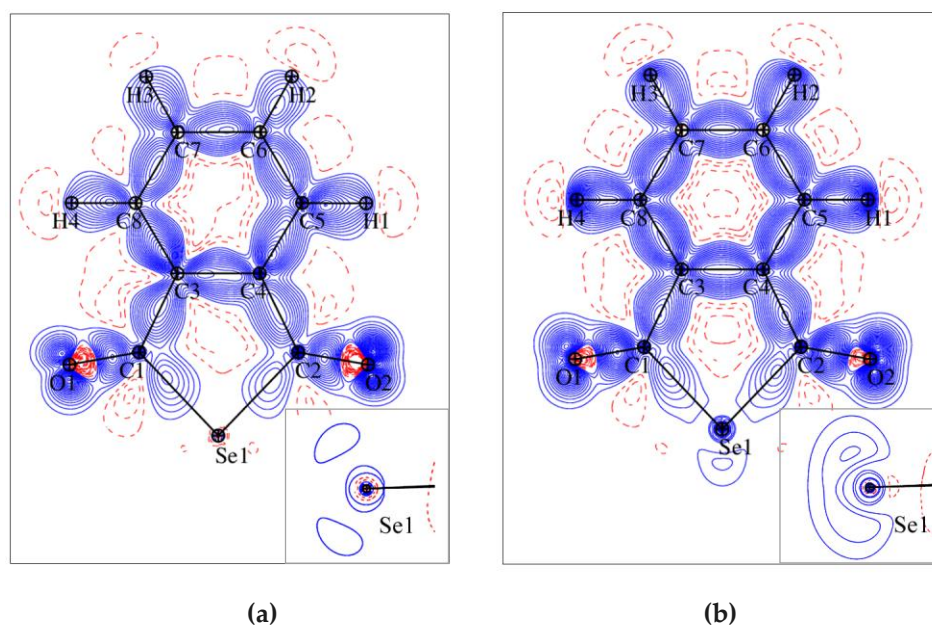 H3 H2
C7 C6
H4 C8 C5 H1
C3 C4
O1 C1 C2 O2
Se1
Se1
(a)
H3 H2
C7 C6
H4 C8 C5 H1
C3 C4
O1 C1 C2 O2
Se1
Se1
(b)